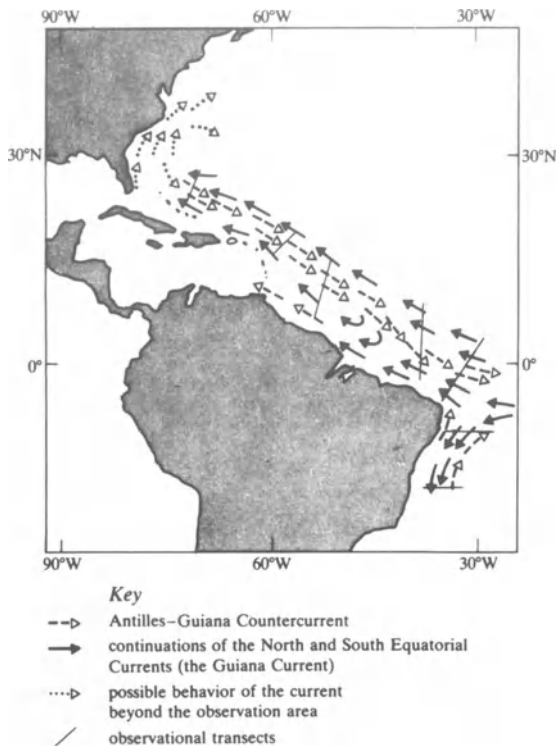 90°W 60°W 30°W
30°N 30°N
0° 0°
90°W 60°W 30°W
Key
Antilles–Guiana Countercurrent
continuations of the North and South Equatorial
Currents (the Guiana Current)
possible behavior of the current
beyond the observation area
observational transects